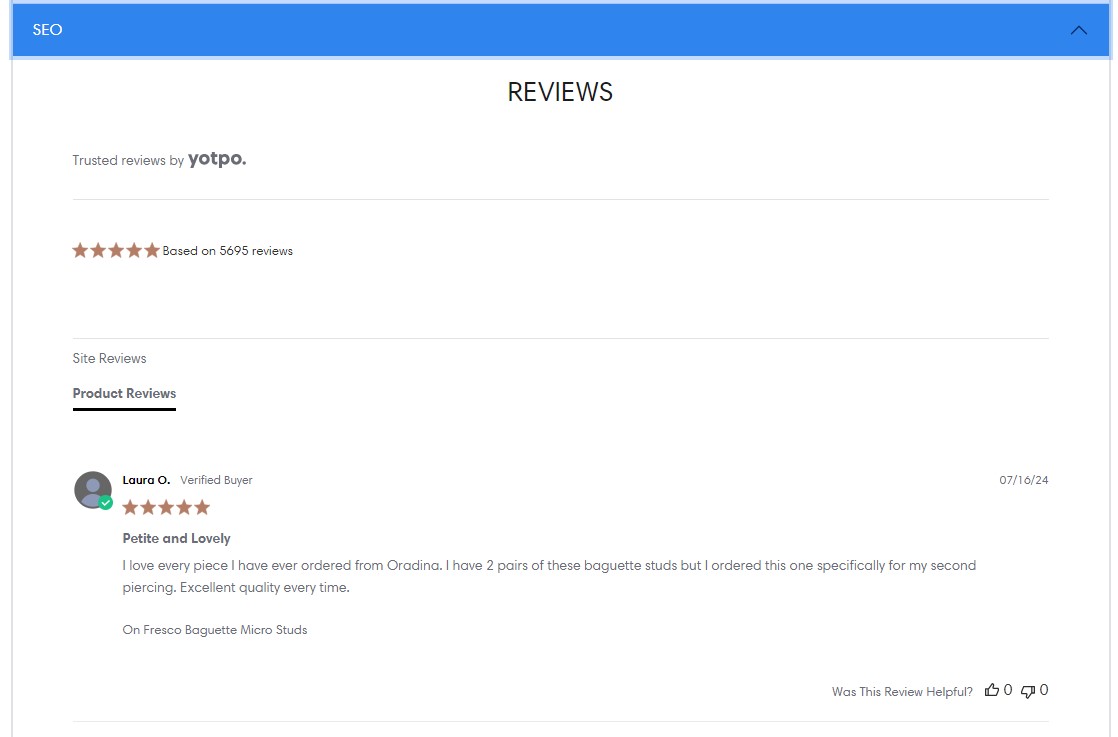 SEO
REVIEWS
Trusted reviews by yotpo.
Based on 5695 reviews
Site Reviews
Product Reviews
Laura O. Verified Buyer 07/16/24
Petite and Lovely
I love every piece I have ever ordered from Oradina. I have 2 pairs of these baguette studs but I ordered this one specifically for my second
piercing. Excellent quality every time.
On Fresco Baguette Micro Studs
Was This Review Helpful? 0 0